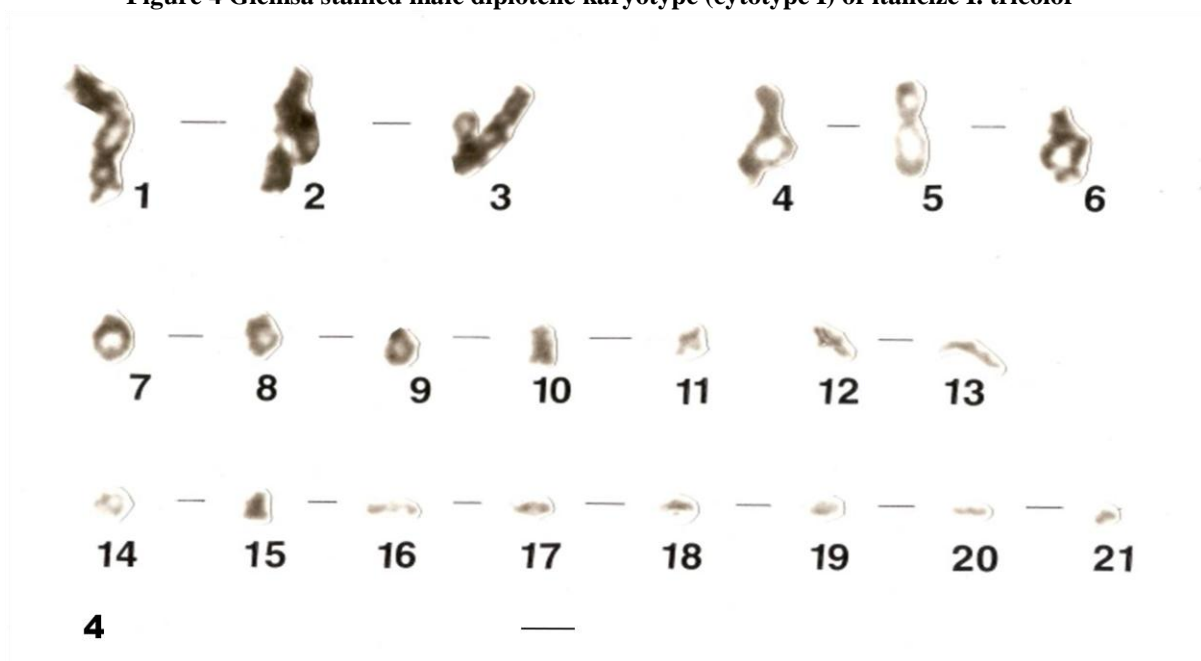 Figure 4 Giemsa stained male diplotene karyotype (cytotype I) of italicize tricolor
1 2 3 4 5 6
7 8 9 10 11 12 13
14 15 16 17 18 19 20 21
4